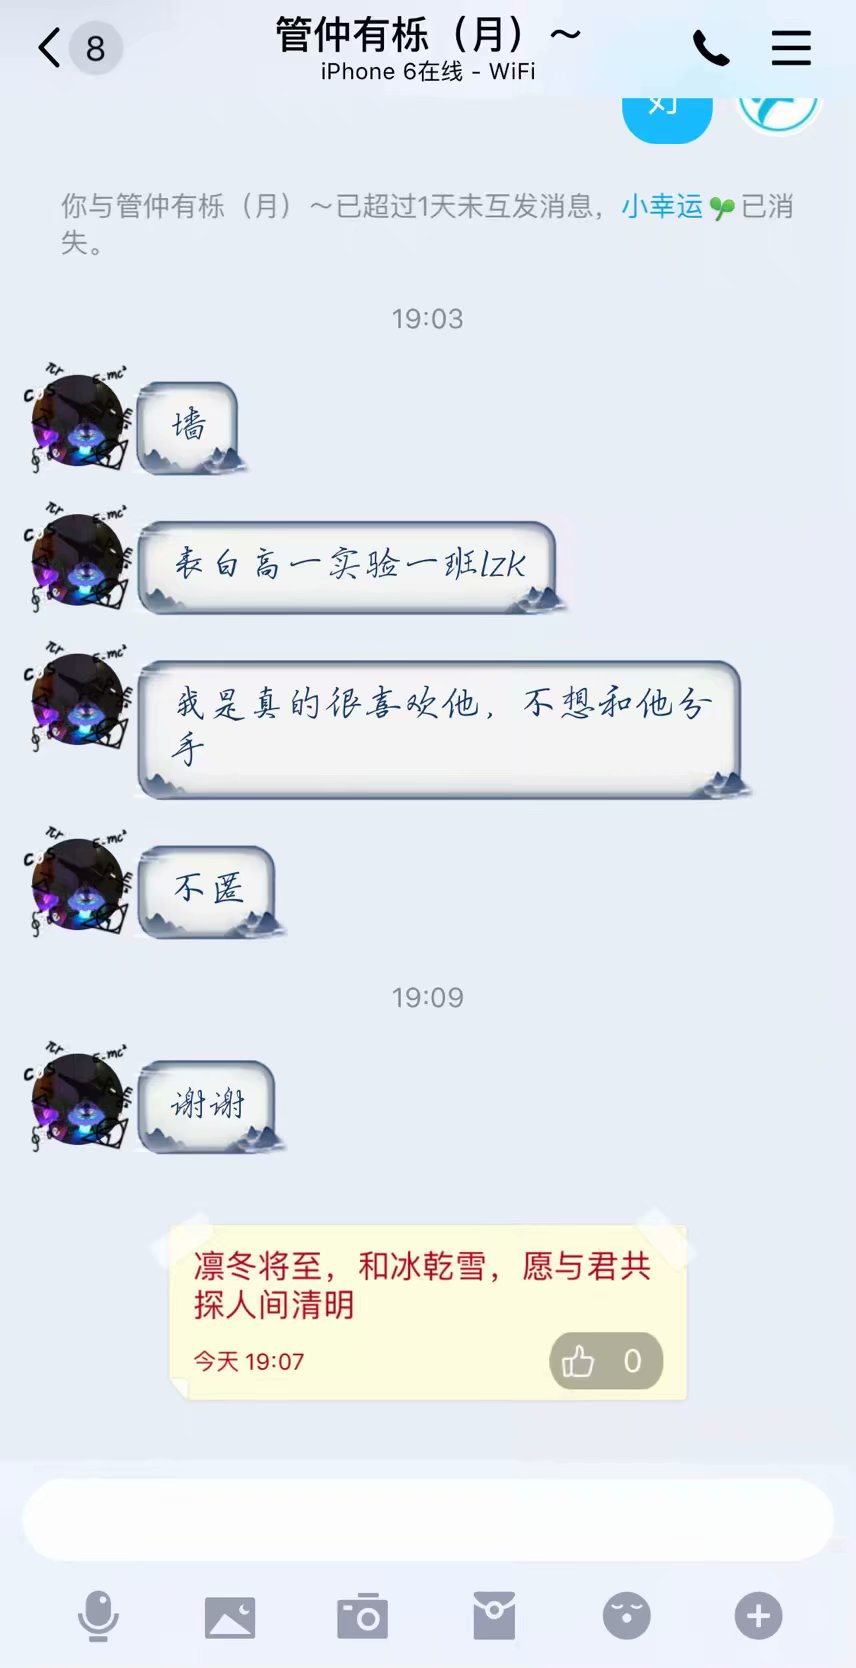 8
管仲有栎（月）～
iPhone 6在线 - WiFi
好
你与管仲有栎（月）～已超过1天未互发消息，小幸运已消
失。
19:03
墙
表白高一实验一班lzk
我是真的很喜欢他，不想和他分
手
不匿
19:09
谢谢
凛冬将至，和冰乾雪，愿与君共
探人间清明
今天 19:07
0